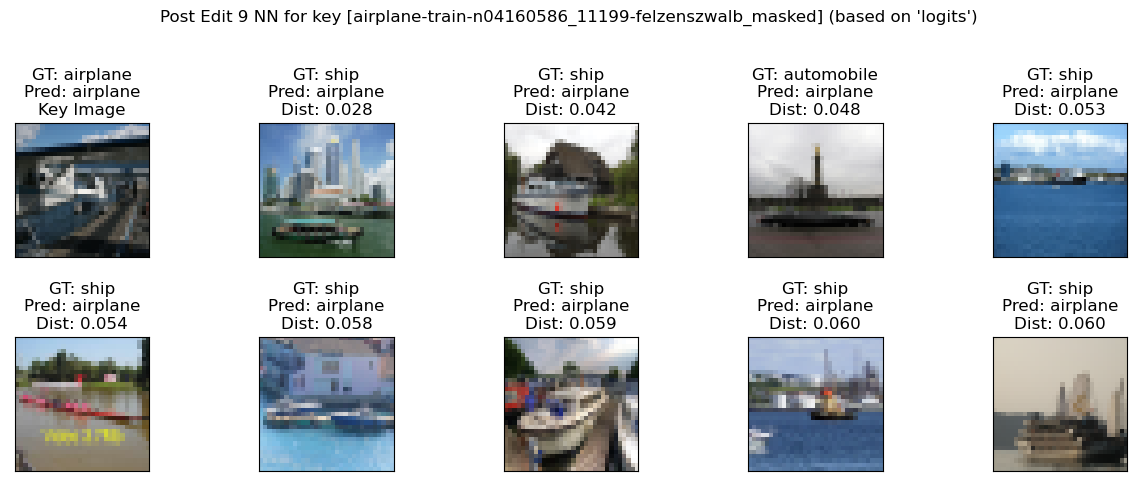 Post Edit 9 NN for key [airplane-train-n04160586_11199-felzenszwalb_masked] (based on 'logits')
GT: airplane
Pred: airplane
Key Image
GT: ship
Pred: airplane
Dist: 0.028
GT: ship
Pred: airplane
Dist: 0.042
GT: automobile
Pred: airplane
Dist: 0.048
GT: ship
Pred: airplane
Dist: 0.053
GT: ship
Pred: airplane
Dist: 0.054
GT: ship
Pred: airplane
Dist: 0.058
GT: ship
Pred: airplane
Dist: 0.059
GT: ship
Pred: airplane
Dist: 0.060
GT: ship
Pred: airplane
Dist: 0.060